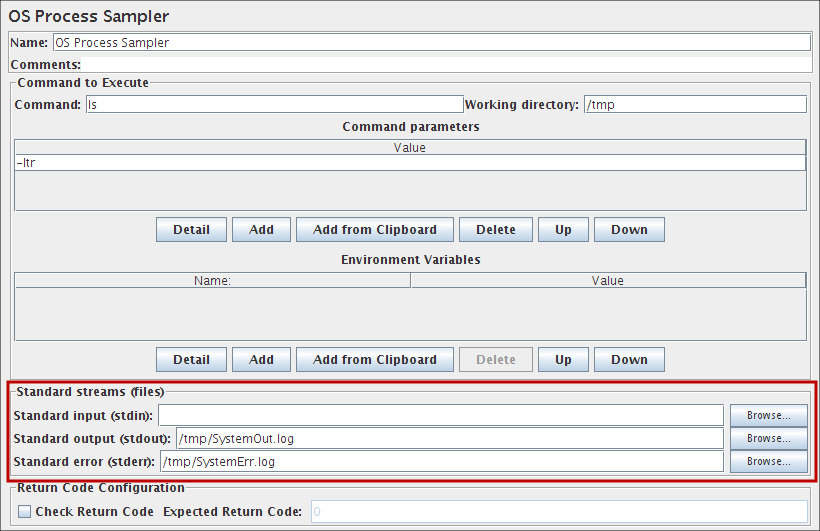 OS Process Sampler
Name: OS Process Sampler
Comments:
Command to Execute
Command: ls Working directory: /tmp
Command parameters
Value
-ltr
Detail Add Add from Clipboard Delete Up Down
Environment Variables
Name: Value
Detail Add Add from Clipboard Delete Up Down
Standard streams (files)
Standard input (stdin): Browse...
Standard output (stdout): /tmp/SystemOut.log Browse...
Standard error (stderr): /tmp/SystemErr.log Browse...
Return Code Configuration
Check Return Code Expected Return Code: 0